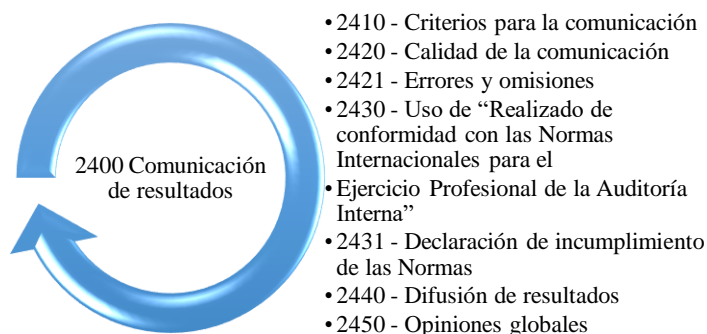 2400 Comunicación
de resultados
• 2410 - Criterios para la comunicación
• 2420 - Calidad de la comunicación
• 2421 - Errores y omisiones
• 2430 - Uso de “Realizado de
conformidad con las Normas
Internacionales para el
• Ejercicio Profesional de la Auditoría
Interna”
• 2431 - Declaración de incumplimiento
de las Normas
• 2440 - Difusión de resultados
• 2450 - Opiniones globales